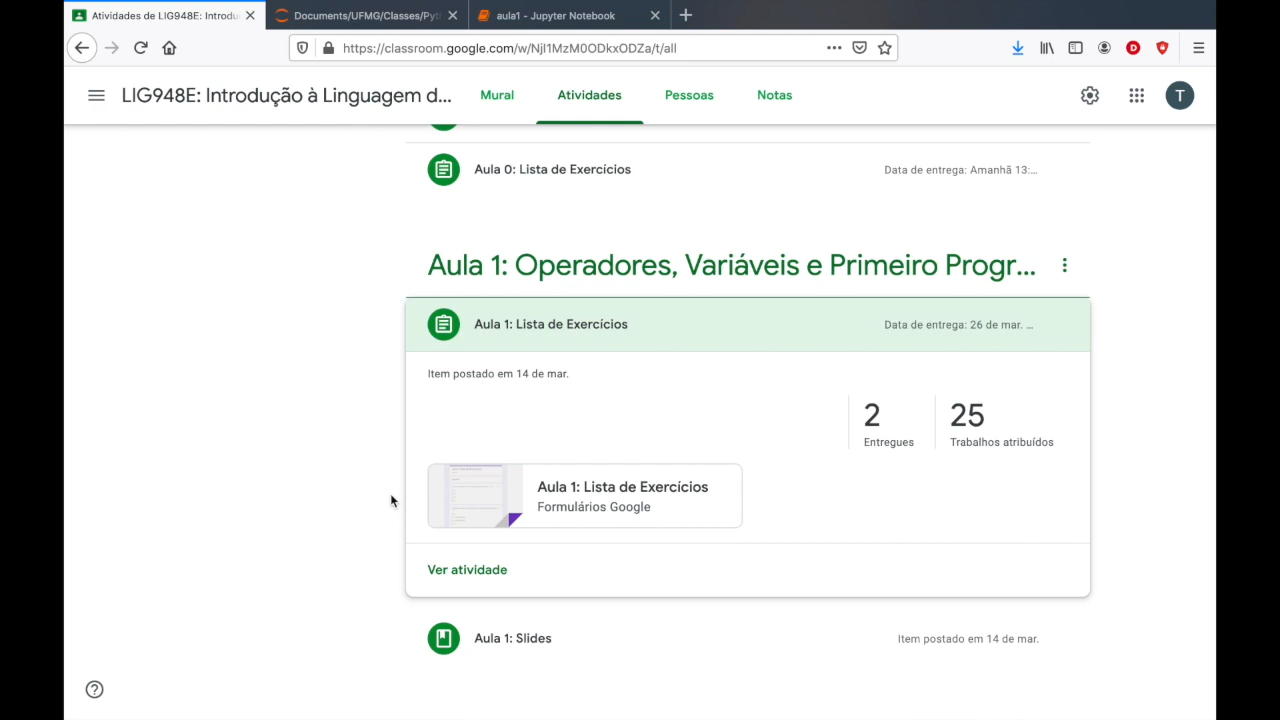 Atividades de LIG948E: Introdu
Documents/UFMG/Classes/Pyt
aula1 - Jupyter Notebook
https://classroom.google.com/w/NjI1MzM0ODkxODZa/t/all
LIG948E: Introdução à Linguagem d...
Mural
Atividades
Pessoas
Notas
T
Aula 0: Lista de Exercícios
Data de entrega: Amanhã 13:...
Aula 1: Operadores, Variáveis e Primeiro Progr...
Aula 1: Lista de Exercícios
Data de entrega: 26 de mar. ...
Item postado em 14 de mar.
2
25
Entregues
Trabalhos atribuídos
Aula 1: Lista de Exercícios
Formulários Google
Ver atividade
Aula 1: Slides
Item postado em 14 de mar.